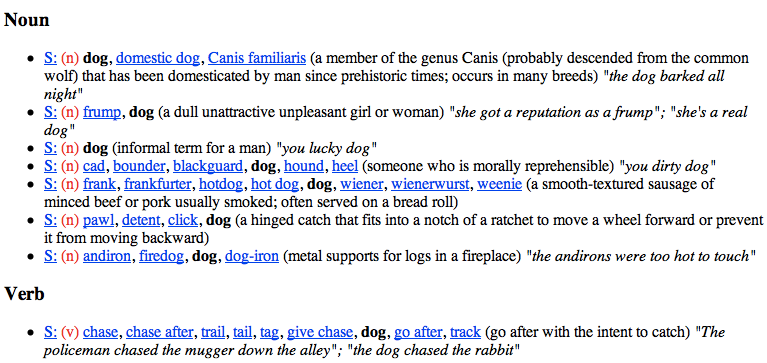 Noun
• S: (n) dog, domestic dog, Canis familiaris (a member of the genus Canis (probably descended from the common
wolf) that has been domesticated by man since prehistoric times; occurs in many breeds) "the dog barked all
night"
• S: (n) frump, dog (a dull unattractive unpleasant girl or woman) "she got a reputation as a frump"; "she's a real
dog"
• S: (n) dog (informal term for a man) "you lucky dog"
• S: (n) cad, bounder, blackguard, dog, hound, heel (someone who is morally reprehensible) "you dirty dog"
• S: (n) frank, frankfurter, hotdog, hot dog, dog, wiener, wienerwurst, weenie (a smooth-textured sausage of
minced beef or pork usually smoked; often served on a bread roll)
• S: (n) pawl, detent, click, dog (a hinged catch that fits into a notch of a ratchet to move a wheel forward or prevent
it from moving backward)
• S: (n) andiron, firedog, dog, dog-iron (metal supports for logs in a fireplace) "the andirons were too hot to touch"
Verb
• S: (v) chase, chase after, trail, tail, tag, give chase, dog, go after, track (go after with the intent to catch) "The
policeman chased the mugger down the alley"; "the dog chased the rabbit"